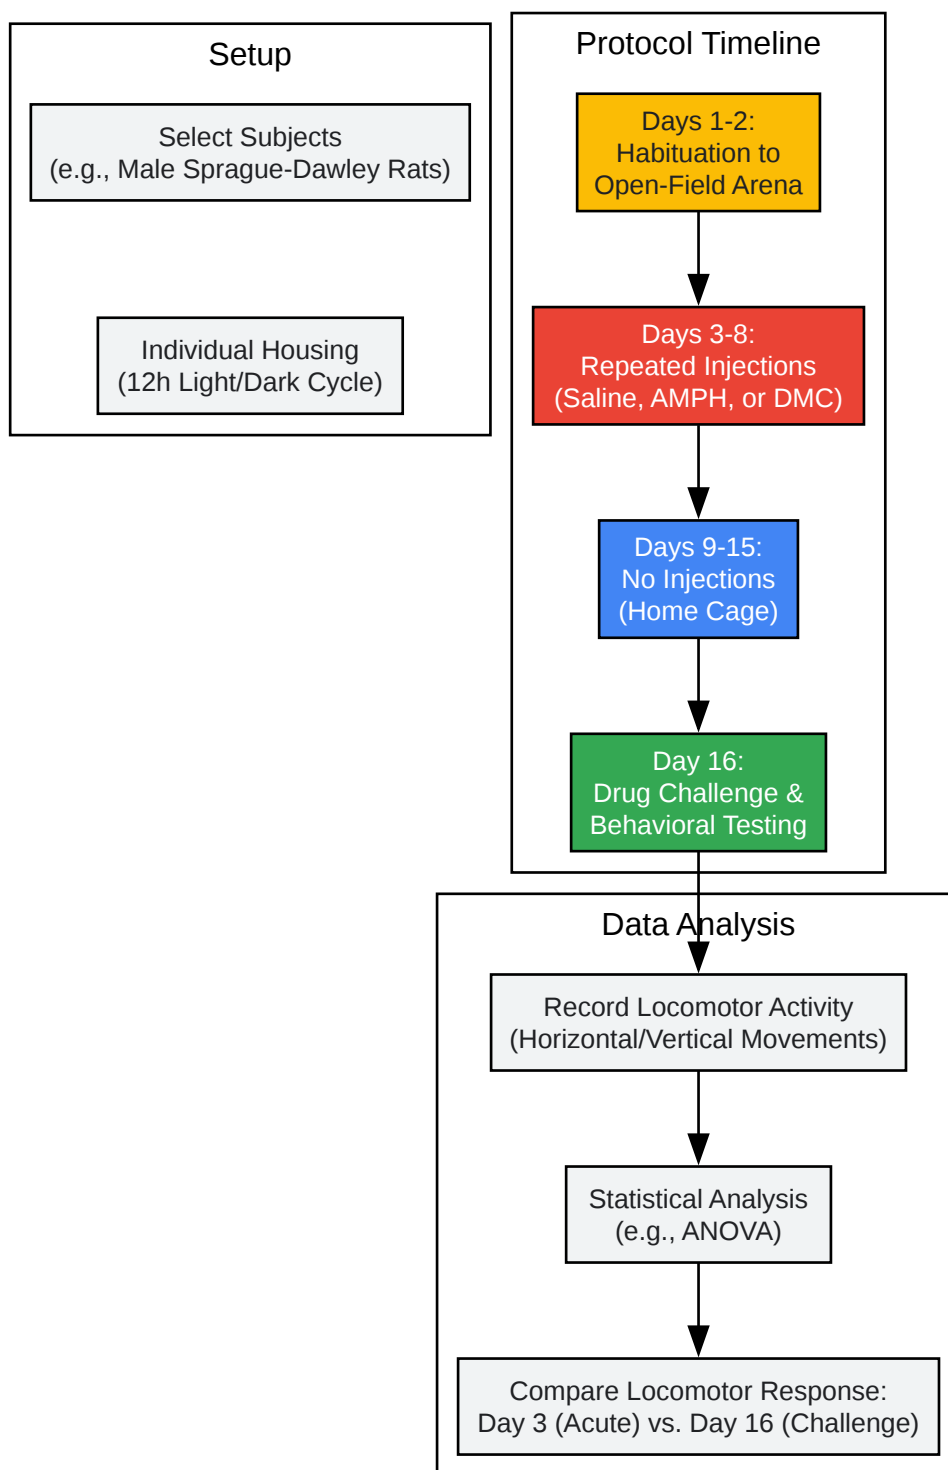 Setup
Select Subjects
(e.g., Male Sprague-Dawley Rats)
Individual Housing
(12h Light/Dark Cycle)
Protocol Timeline
Days 1-2:
Habituation to
Open-Field Arena
Days 3-8:
Repeated Injections
(Saline, AMPH, or DMC)
Days 9-15:
No Injections
(Home Cage)
Day 16:
Drug Challenge &
Behavioral Testing
Data Analysis
Record Locomotor Activity
(Horizontal/Vertical Movements)
Statistical Analysis
(e.g., ANOVA)
Compare Locomotor Response:
Day 3 (Acute) vs. Day 16 (Challenge)